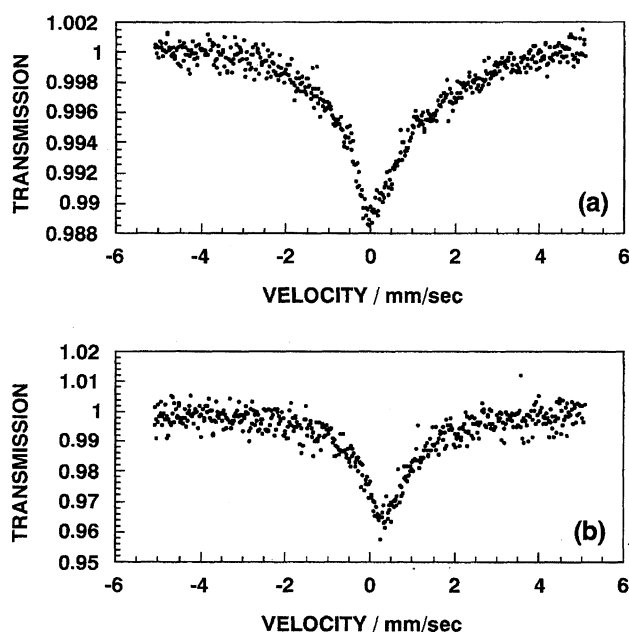 1.002
1
0.998
0.996
0.994
0.992
0.99
0.988
TRANSMISSION
(a)
-6 -4 -2 0 2 4 6
VELOCITY / mm/sec
1.02
1.01
1
0.99
0.98
0.97
0.96
0.95
TRANSMISSION
(b)
-6 -4 -2 0 2 4 6
VELOCITY / mm/sec